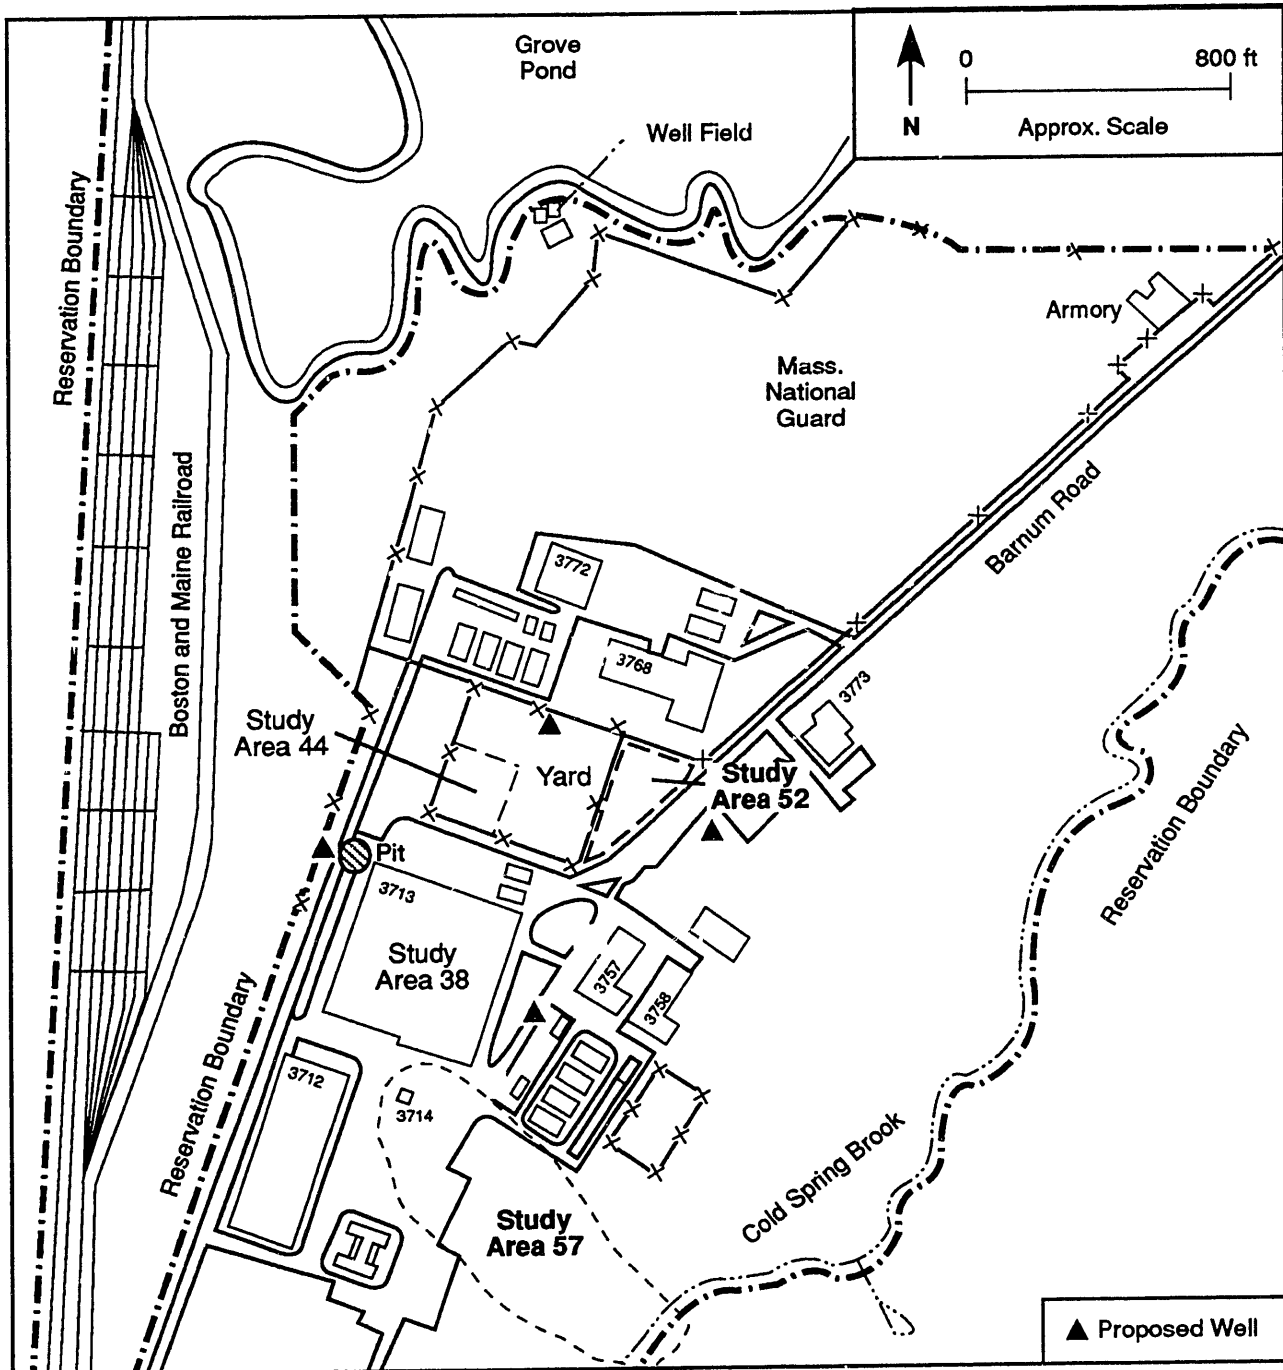 Grove
Pond
0
800 ft
N
Approx. Scale
Well Field
Reservation Boundary
Armory
Mass.
National
Guard
Boston and Maine Railroad
Barnum Road
3772
3768
3773
Study
Area 44
Yard
Study
Area 52
Reservation Boundary
Pit
3713
Study
Area 38
3757
3758
Reservation Boundary
3712
3714
Cold Spring Brook
Study
Area 57
Proposed Well